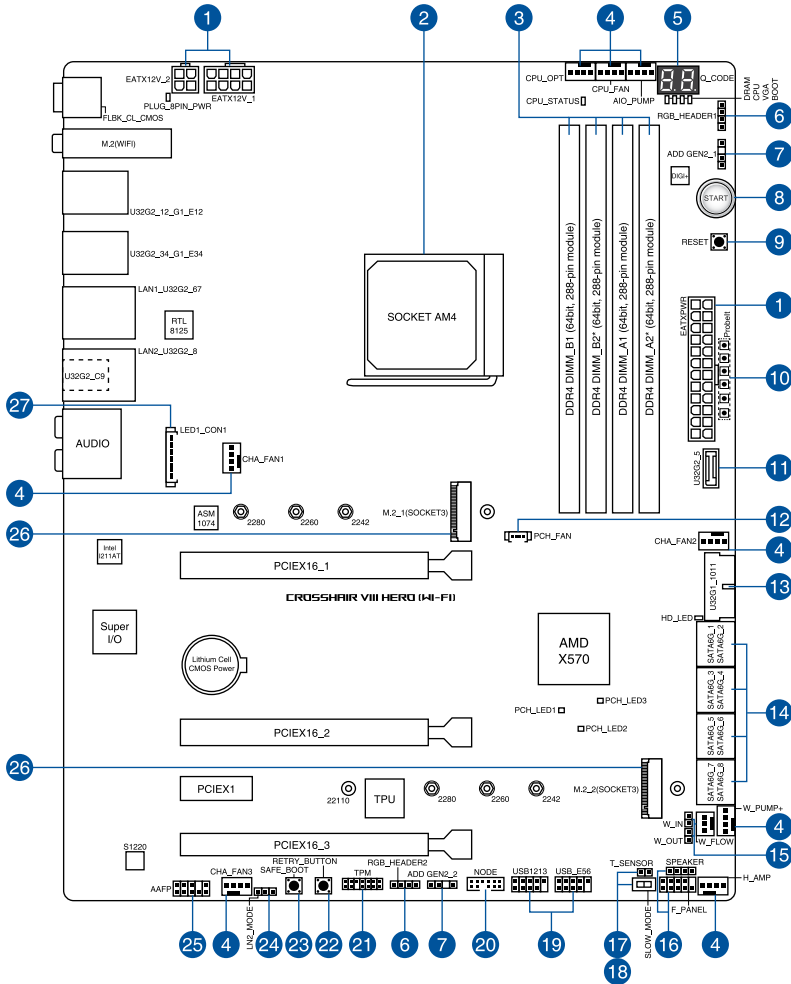 1
2
3
4
5
EATX12V_2
EATX12V_1
PLUG_8PIN_PWR
FLBK_CL_CMOS
M.2(WIFI)
CPU_OPT
CPU_FAN
AIO_PUMP
CPU_STATUS
88
Q_CODE
DRAM
CPU
VGA
BOOT
RGB_HEADER1
6
ADD GEN2_1
7
DIGI+
START
8
RESET
9
U32G2_12_G1_E12
U32G2_34_G1_E34
LAN1_U32G2_67
RTL
8125
LAN2_U32G2_8
U32G2_C9
SOCKET AM4
DDR4 DIMM_B1 (64bit, 288-pin module)
DDR4 DIMM_B2* (64bit, 288-pin module)
DDR4 DIMM_A1 (64bit, 288-pin module)
DDR4 DIMM_A2* (64bit, 288-pin module)
EATXPWR
1
ProbeIt
10
27
LED1_CON1
AUDIO
CHA_FAN1
4
U32G2_5
11
26
ASM
1074
2280
2260
2242
M.2_1(SOCKET3)
PCH_FAN
12
CHA_FAN2
4
Intel
I211AT
PCIEX16_1
CROSSHAIR VIII HERO (WI-FI)
U32G1_1011
13
HD_LED
Super
I/O
Lithium Cell
CMOS Power
AMD
X570
SATA6G_1
SATA6G_2
SATA6G_3
SATA6G_4
SATA6G_5
SATA6G_6
SATA6G_7
SATA6G_8
14
PCH_LED3
PCH_LED1
PCH_LED2
PCIEX16_2
26
PCIEX1
22110
TPU
2280
2260
2242
M.2_2(SOCKET3)
W_PUMP+
W_IN
4
W_OUT
W_FLOW
15
PCIEX16_3
S1220
AAFP
CHA_FAN3
LN2_MODE
SAFE_BOOT
RETRY_BUTTON
TPM
RGB_HEADER2
ADD GEN2_2
NODE
USB1213
USB_E56
T_SENSOR
SLOW_MODE
SPEAKER
F_PANEL
H_AMP
25
4
24
23
22
21
6
7
20
19
17
18
16
4